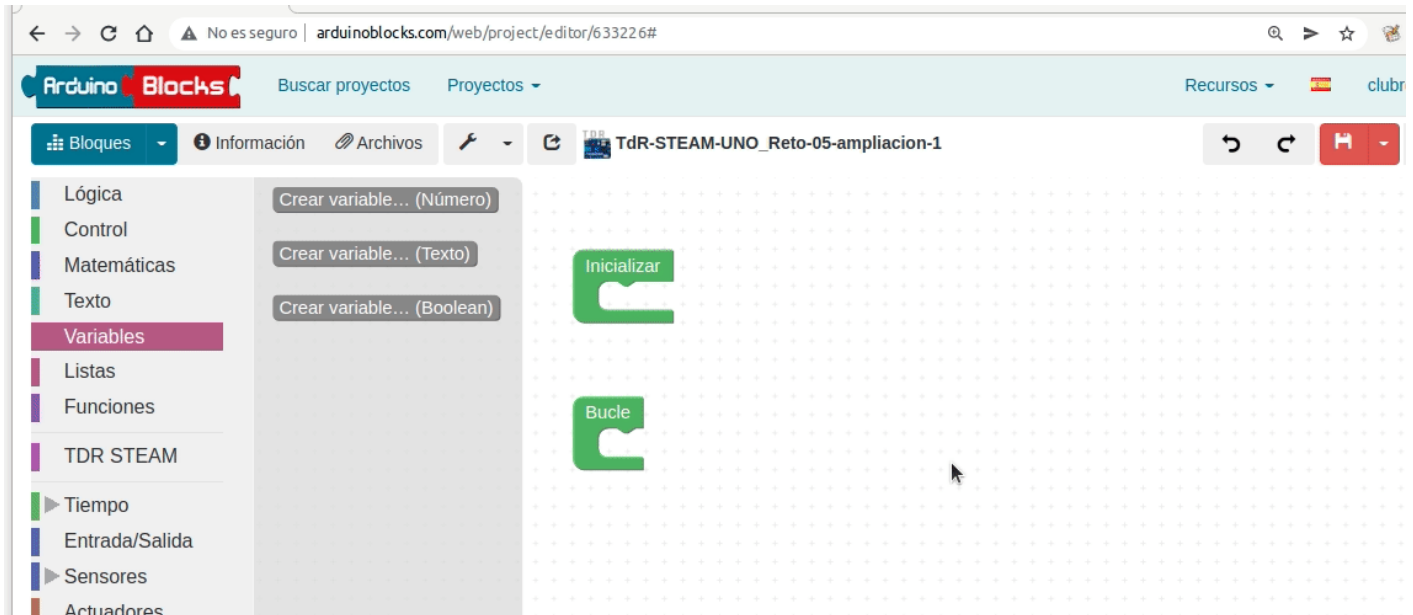 No es seguro | arduinoblocks.com/web/project/editor/633226#
Arduino Blocks Buscar proyectos Proyectos Recursos clubr
Bloques Información Archivos TDR TdR-STEAM-UNO_Reto-05-ampliacion-1
Lógica
Control
Matemáticas
Texto
Variables
Listas
Funciones
TDR STEAM
Tiempo
Entrada/Salida
Sensores
Actuadores
Crear variable... (Número)
Crear variable... (Texto)
Crear variable... (Boolean)
Inicializar
Bucle